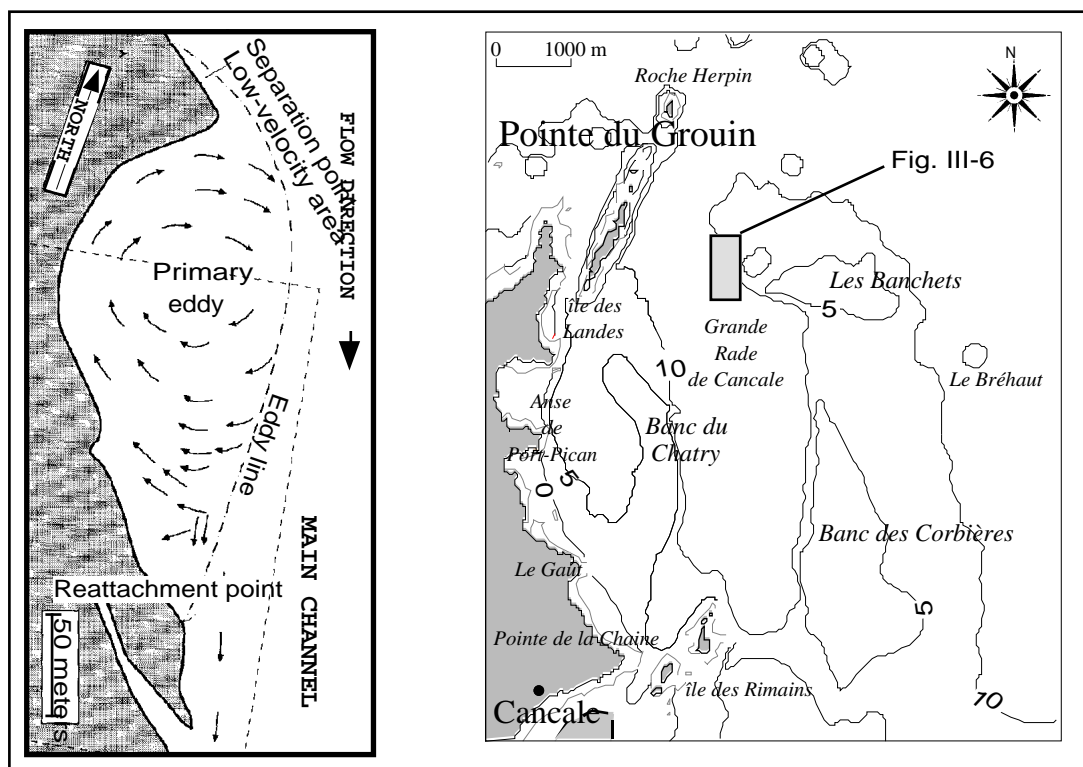 Separation point
Low-velocity area
FLOW DIRECTION
NORTH
Primary
eddy
Eddy line
MAIN CHANNEL
Reattachment point
50 meters
0 1000 m
Roche Herpin
N
Pointe du Grouin
Fig. III-6
Les Banchets
5
île des
Landes
Grande
Rade
de Cancale
10
Le Bréhaut
Anse
de
Port-Pican
Banc du
Chatry
5
0
Banc des Corbières
Le Gaût
5
Pointe de la Chaine
île des Rimains
10
Cancale